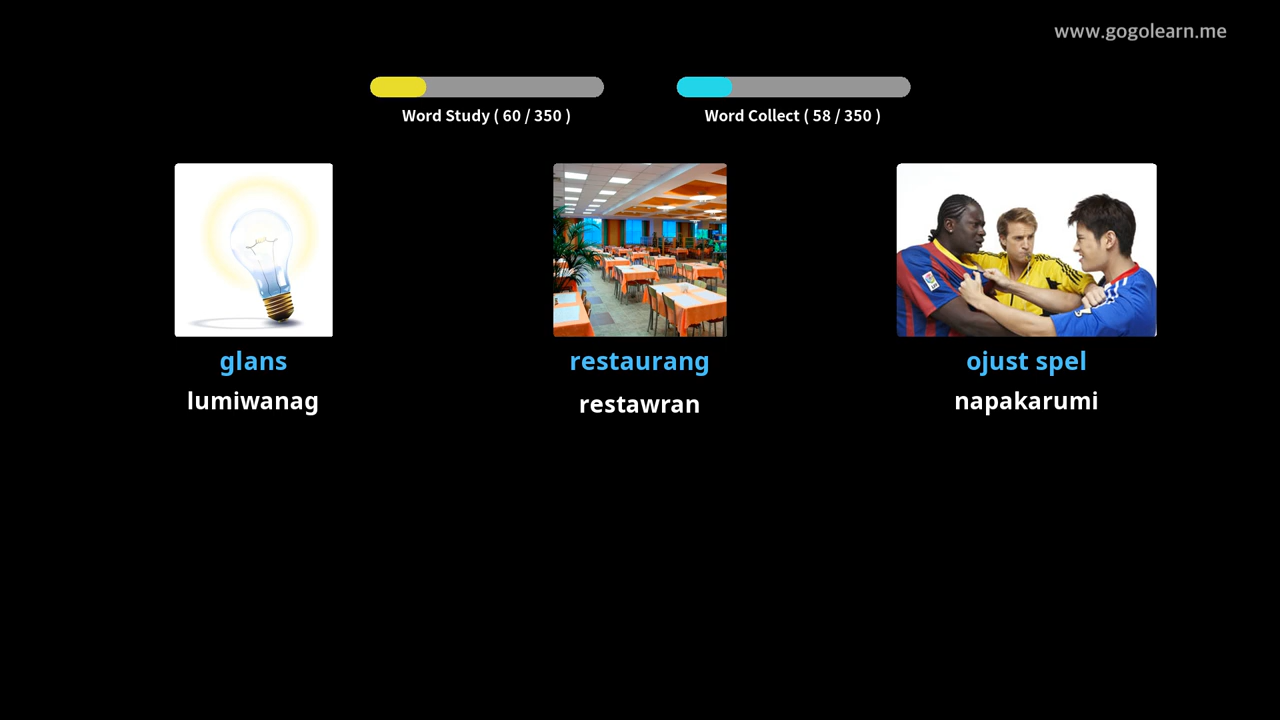 www.gogolearn.me
Word Study ( 60 / 350 )
Word Collect ( 58 / 350 )
glans
lumiwanag
restaurang
restawran
ojust spel
napakarumi